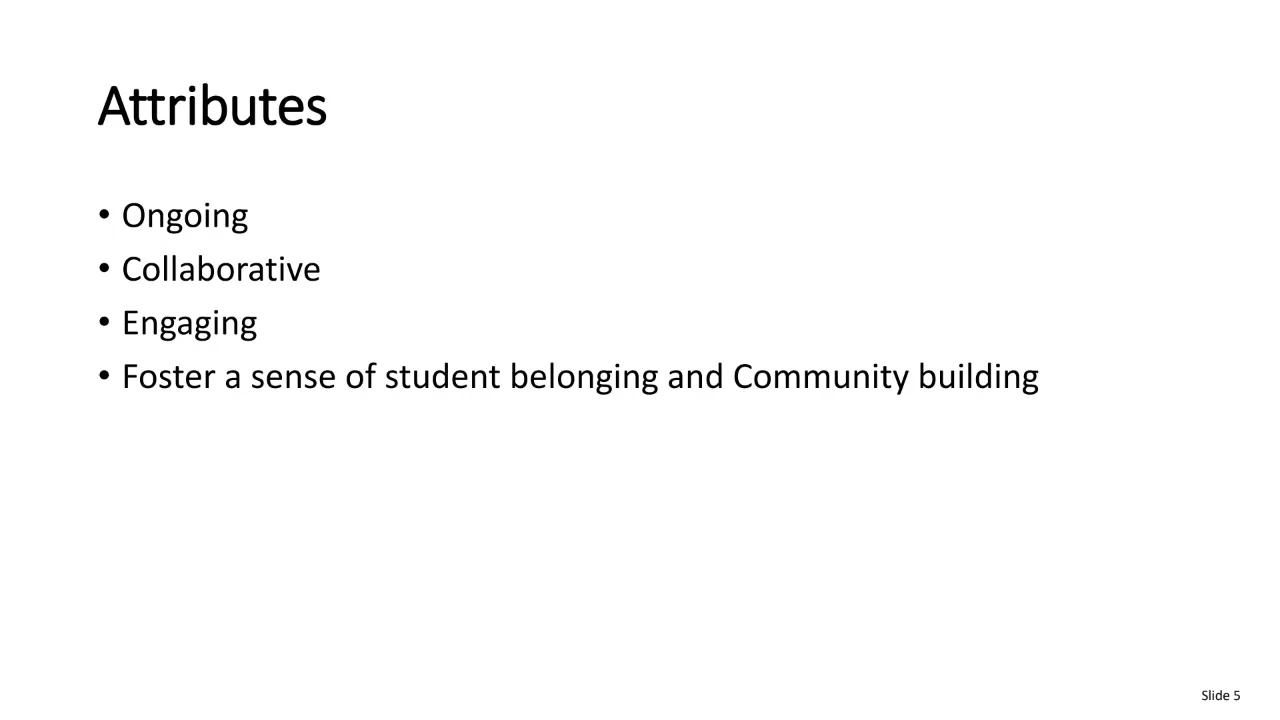 Attributes
• Ongoing
• Collaborative
• Engaging
• Foster a sense of student belonging and Community building
Slide 5